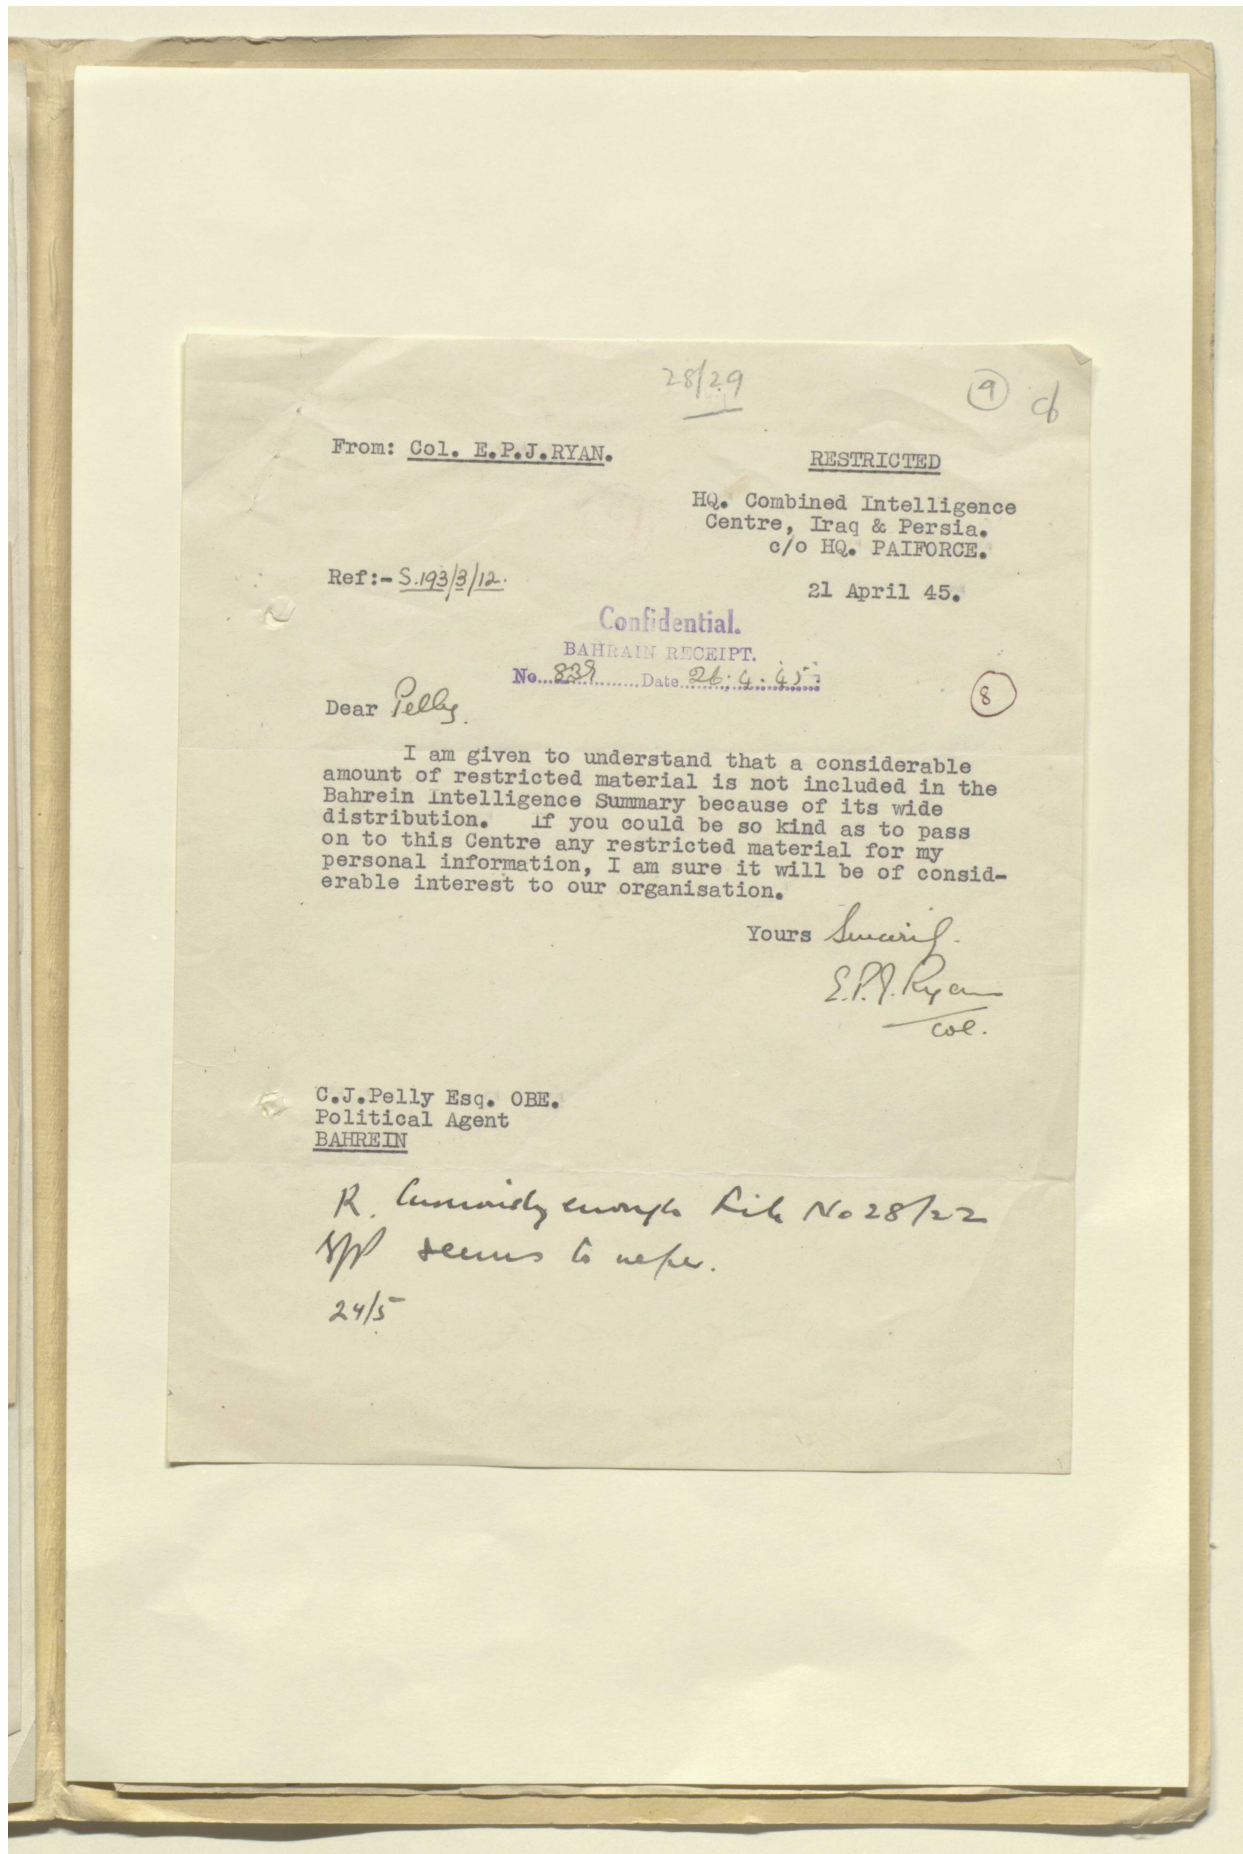 28/29
9
From: Col. E.P.J.RYAN.
RESTRICTED
HQ. Combined Intelligence
Centre, Iraq & Persia.
c/o HQ. PAIFORCE.
Ref:- S.193/3/12.
21 April 45.
Confidential.
BAHRAIN RECEIPT.
No...839...Date 26.4.45
8
Dear Pelly.
I am given to understand that a considerable
amount of restricted material is not included in the
Bahrein Intelligence Summary because of its wide
distribution. If you could be so kind as to pass
on to this Centre any restricted material for my
personal information, I am sure it will be of consid-
erable interest to our organisation.
Yours Sincerely.
E.P.J. Ryan
Col.
C.J.Pelly Esq. OBE.
Political Agent
BAHREIN
R. enough File No 28/22
seems to refer.
24/5